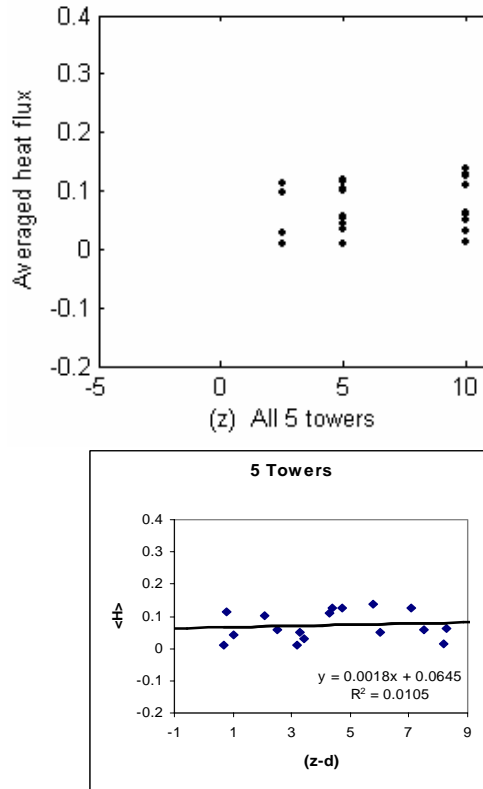 0.4
0.3
0.2
0.1
0
-0.1
-0.2
Averaged heat flux
-5 0 5 10
(z) All 5 towers
5 Towers
0.4
0.3
0.2
0.1
0
-0.1
-0.2
<H>
y = 0.0018x + 0.0645
R² = 0.0105
-1 1 3 5 7 9
(z-d)